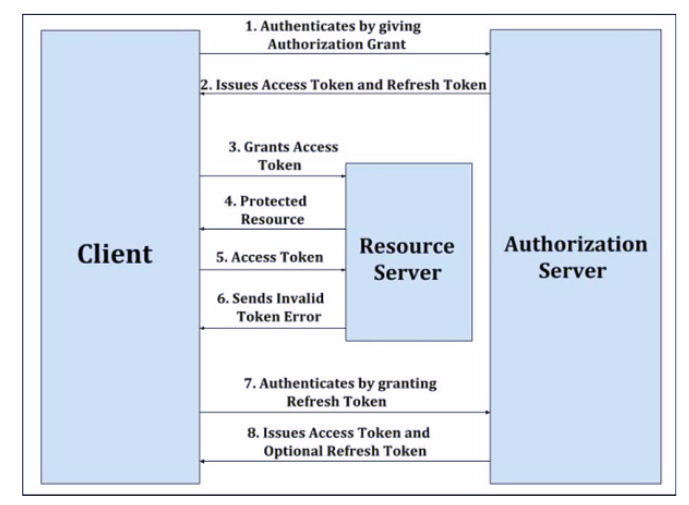 1. Authenticates by giving
Authorization Grant
2. Issues Access Token and Refresh Token
3. Grants Access
Token
4. Protected
Resource
Client
Resource
Server
Authorization
Server
5. Access Token
6. Sends Invalid
Token Error
7. Authenticates by granting
Refresh Token
8. Issues Access Token and
Optional Refresh Token